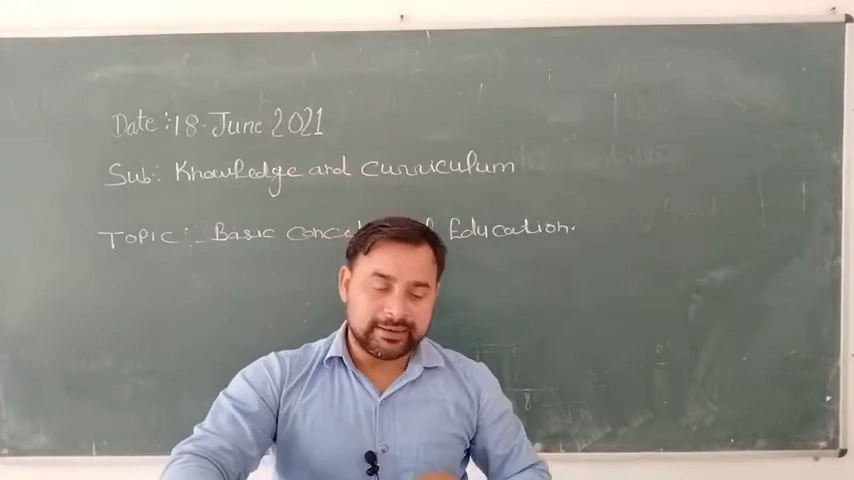 Date :- 18-June 2021
Sub: Knowledge and curriculum
Topic :- Basic Education.